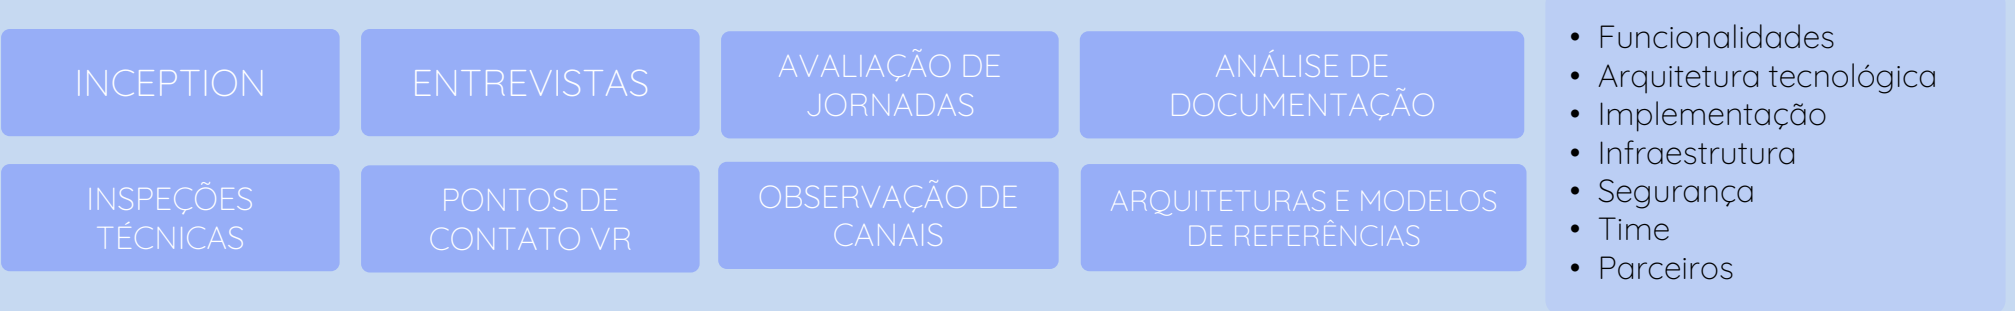 INCEPTION
ENTREVISTAS
AVALIAÇÃO DE
JORNADAS
ANÁLISE DE
DOCUMENTAÇÃO
INSPEÇÕES
TÉCNICAS
PONTOS DE
CONTATO VR
OBSERVAÇÃO DE
CANAIS
ARQUITETURAS E MODELOS
DE REFERÊNCIAS
• Funcionalidades
• Arquitetura tecnológica
• Implementação
• Infraestrutura
• Segurança
• Time
• Parceiros